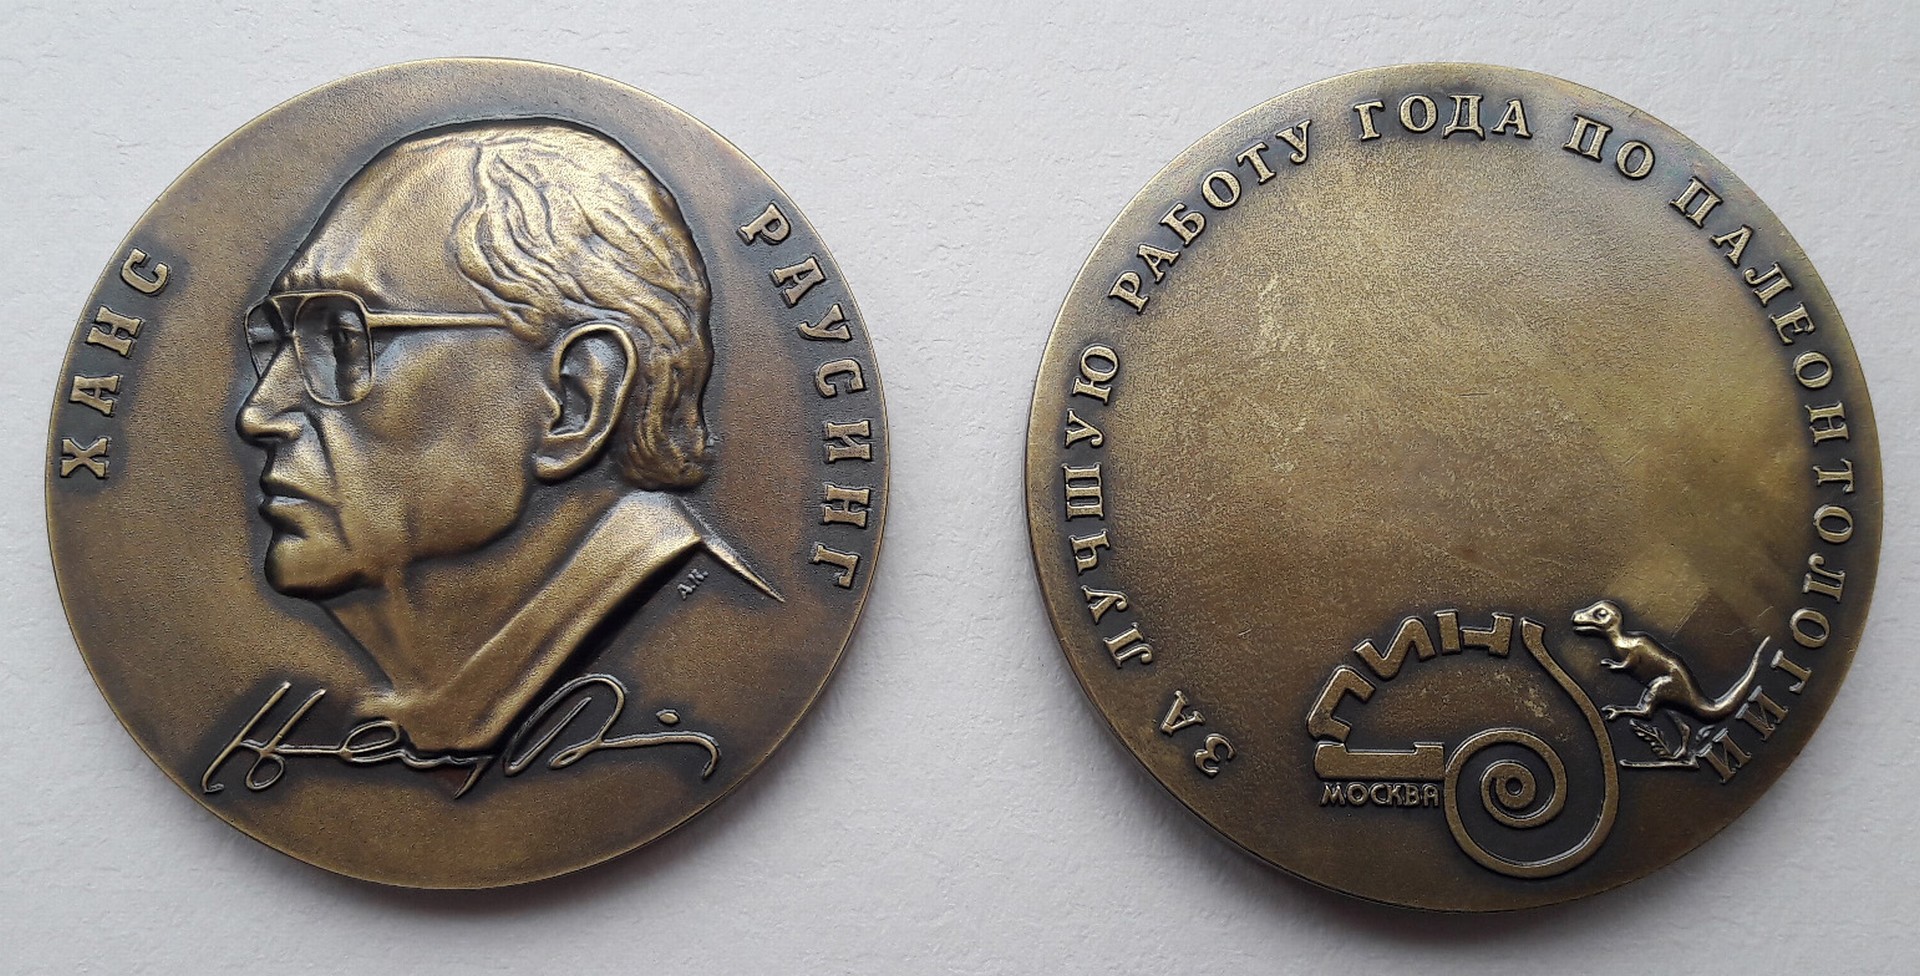 ХАНС РАУСИНГ
А.К.
ЗА ЛУЧШУЮ РАБОТУ ГОДА ПО ПАЛЕОНТОЛОГИИ
ПИН
МОСКВА